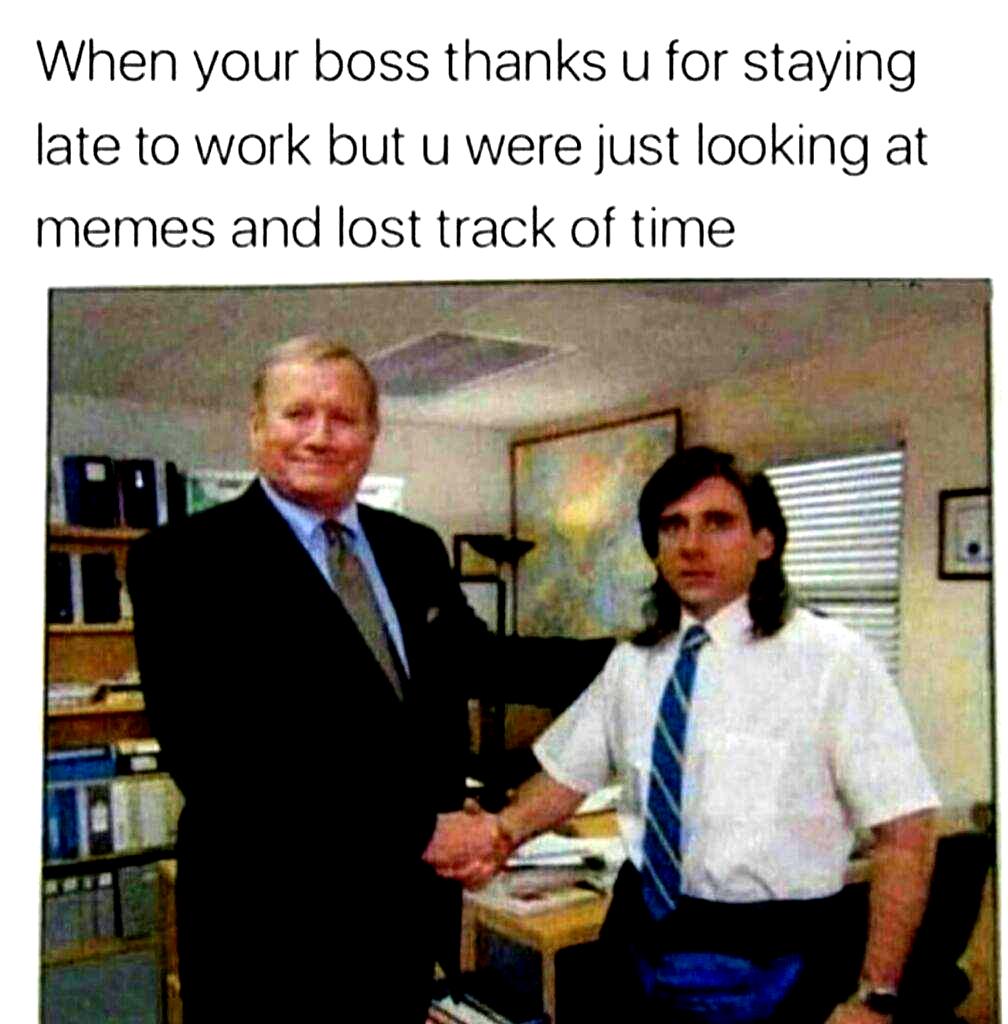 When your boss thanks u for staying
late to work but u were just looking at
memes and lost track of time